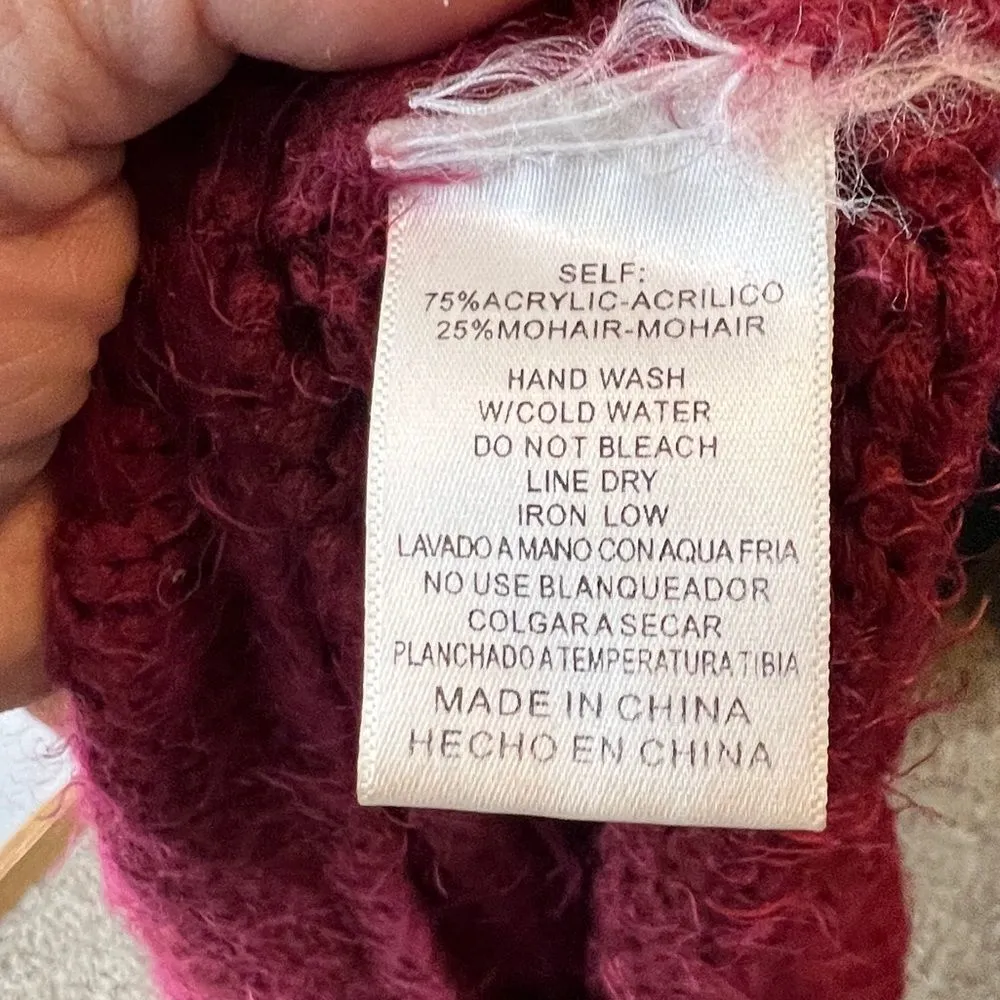 SELF:
75%ACRYLIC-ACRILICO
25%MOHAIR-MOHAIR
HAND WASH
W/COLD WATER
DO NOT BLEACH
LINE DRY
IRON LOW
LAVADO A MANO CON AQUA FRIA
NO USE BLANQUEADOR
COLGAR A SECAR
PLANCHADO A TEMPERATURA TIBIA
MADE IN CHINA
HECHO EN CHINA